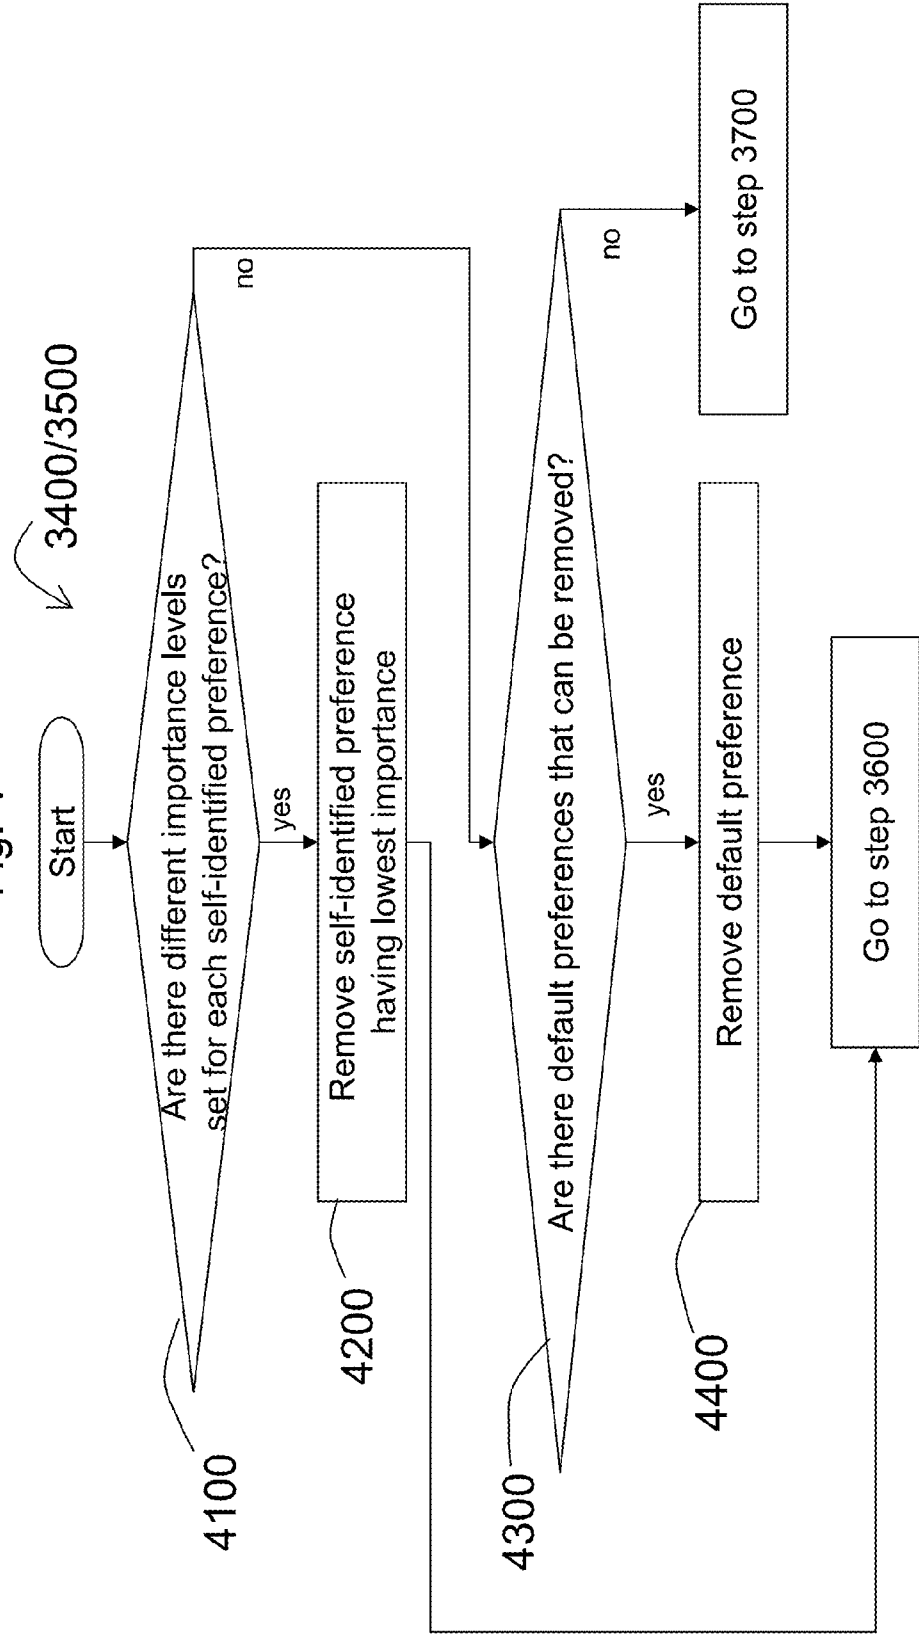 3400/3500
Start
4100
Are there different importance levels
set for each self-identified preference?
no
yes
4200
Remove self-identified preference
having lowest importance
4300
Are there default preferences that can be removed?
no
yes
4400
Remove default preference
Go to step 3700
Go to step 3600